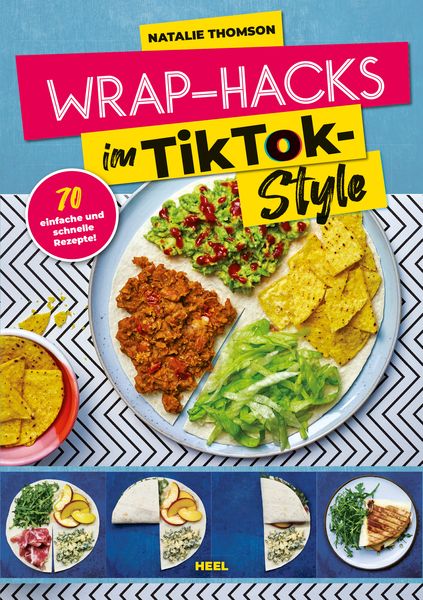 NATALIE THOMSON
WRAP-HACKS
im TikTok-
Style
70
einfache und
schnelle
Rezepte!
HEEL